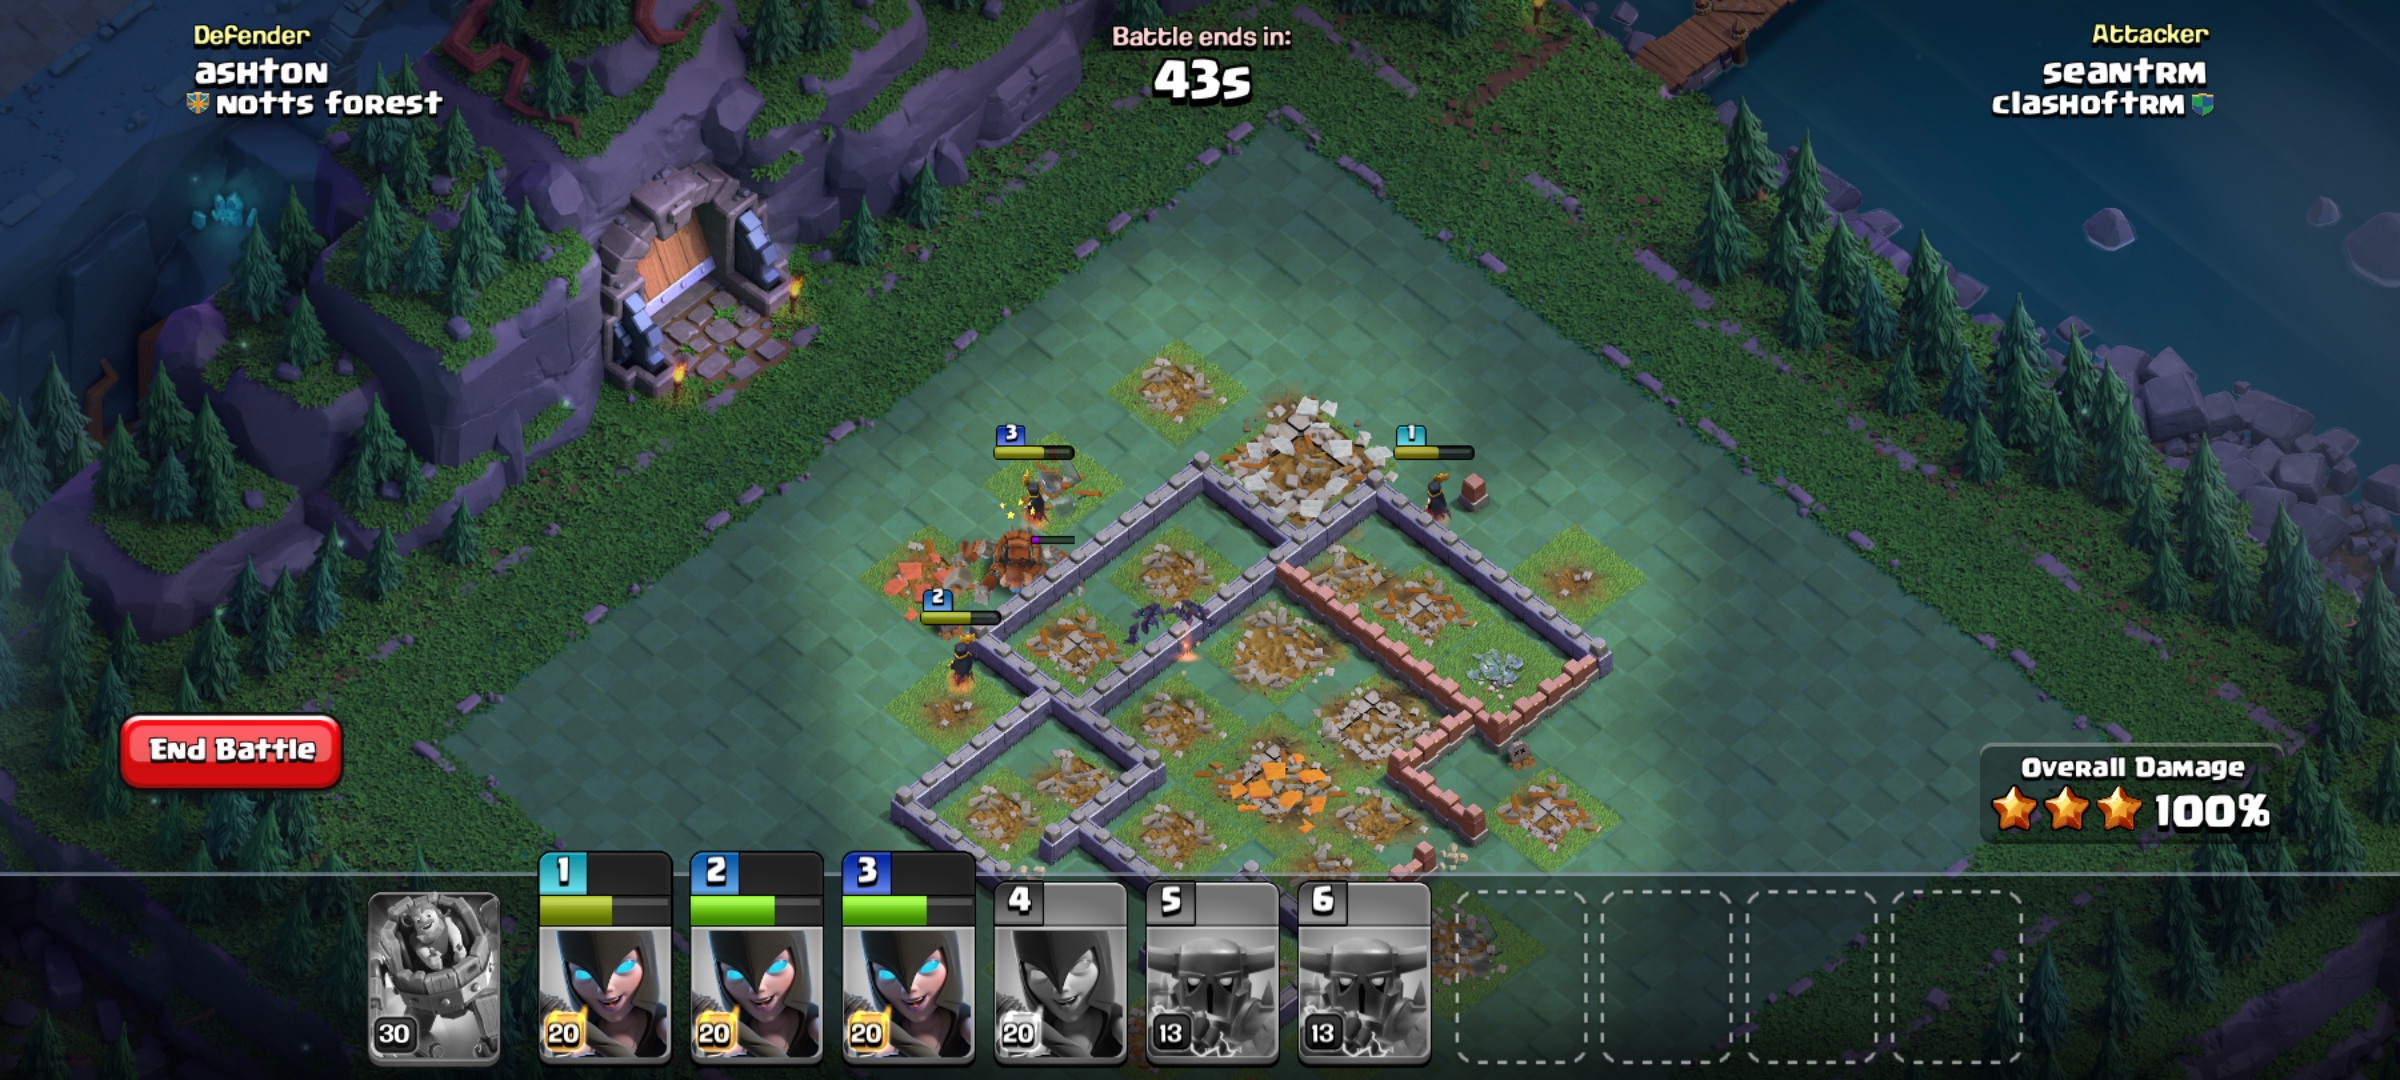 Defender
ashton
notts forest
Battle ends in:
43s
Attacker
seantrm
clashoftrm
3
1
2
End Battle
Overall Damage
100%
1
2
3
4
5
6
30
20
20
20
20
13
13